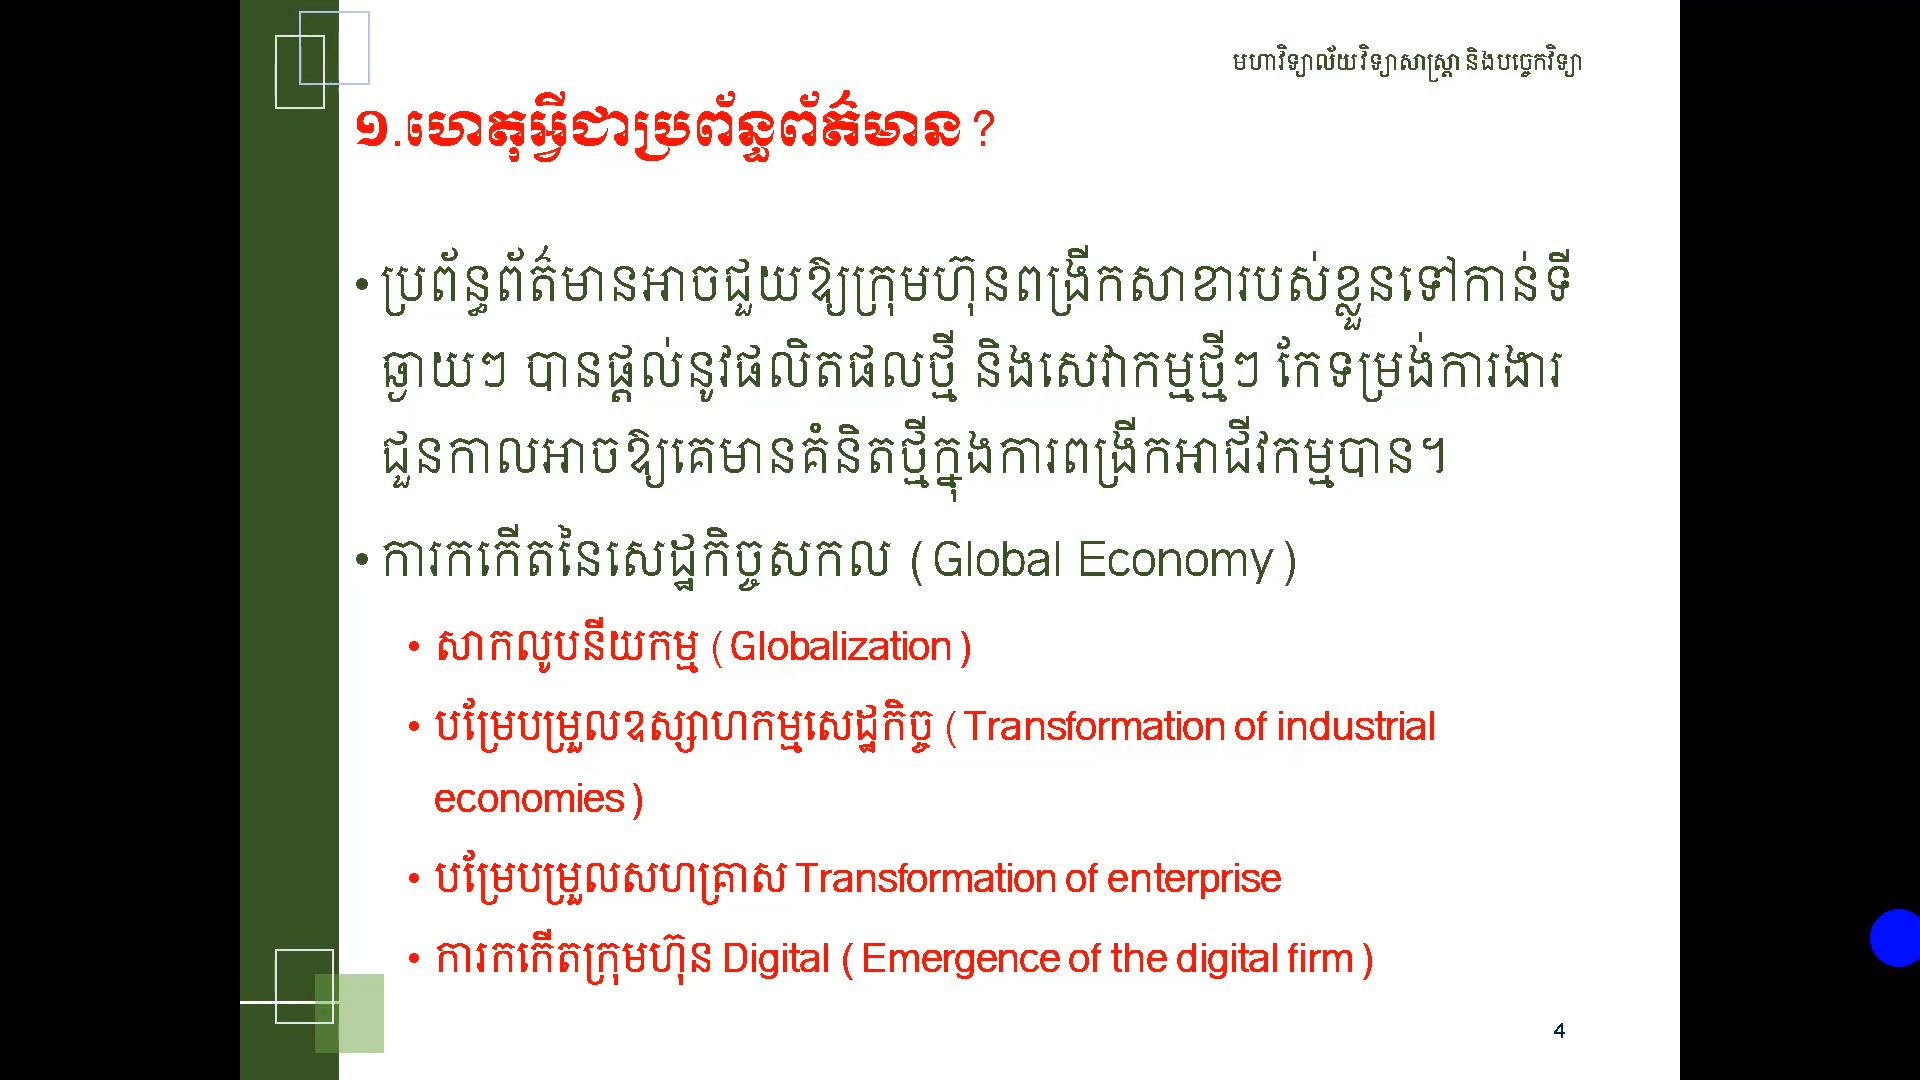 មហាវិទ្យាល័យវិទ្យាសាស្ត្រា និងបច្ចេកវិទ្យា
១.ហេតុអ្វីជាប្រព័ន្ធព័ត៌មាន?
• ប្រព័ន្ធព័ត៌មានអាចជួយឱ្យក្រុមហ៊ុនពង្រីកសាខារបស់ខ្លួនទៅកាន់ទី
ឆ្ងាយៗ បានផ្តល់នូវផលិតផលថ្មី និងសេវាកម្មថ្មីៗ កែទម្រង់ការងារ
ជួនកាលអាចឱ្យគេមានគំនិតថ្មីក្នុងការពង្រីកអាជីវកម្មបាន។
• ការកកើតនៃសេដ្ឋកិច្ចសកល (Global Economy)
• សាកលូបនីយកម្ម (Globalization)
• បម្រែបម្រួលឧស្សាហកម្មសេដ្ឋកិច្ច (Transformation of industrial
economies)
• បម្រែបម្រួលសហគ្រាស Transformation of enterprise
• ការកកើតក្រុមហ៊ុន Digital (Emergence of the digital firm)
4